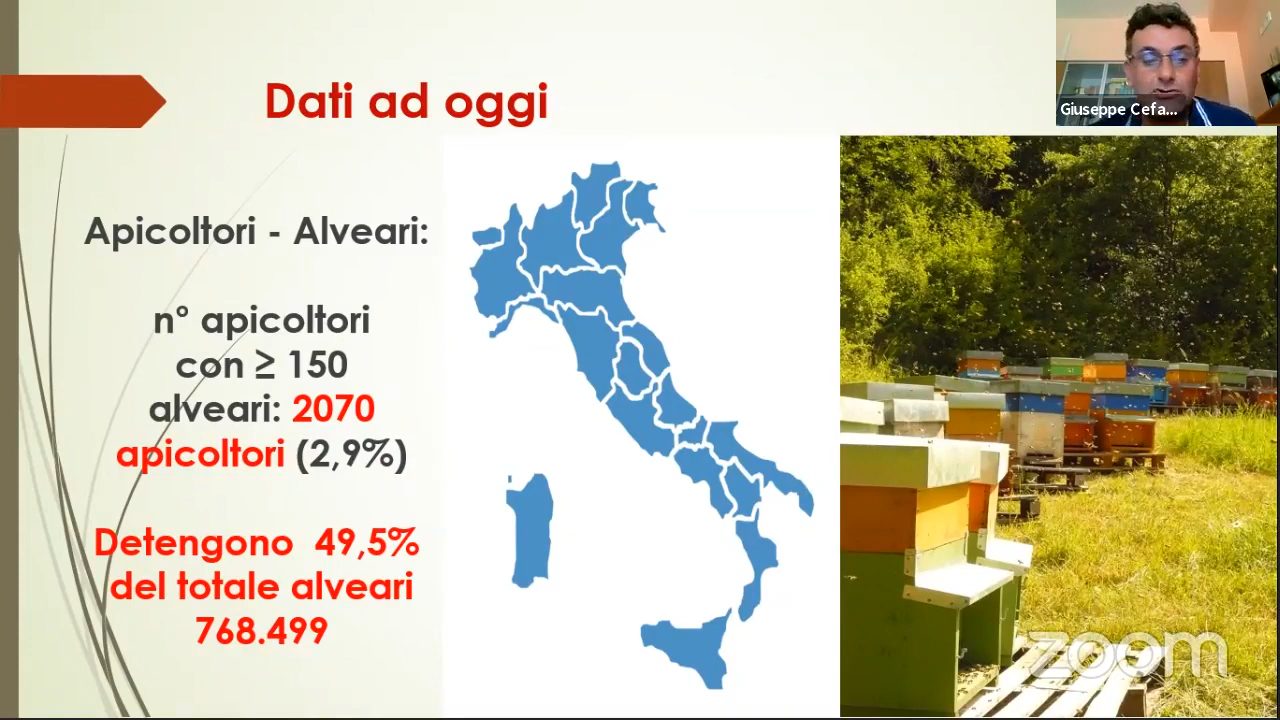 Dati ad oggi
Giuseppe Cefa...
Apicoltori - Alveari:
n° apicoltori
con ≥ 150
alveari: 2070
apicoltori (2,9%)
Detengono 49,5%
del totale alveari
768.499
zoom